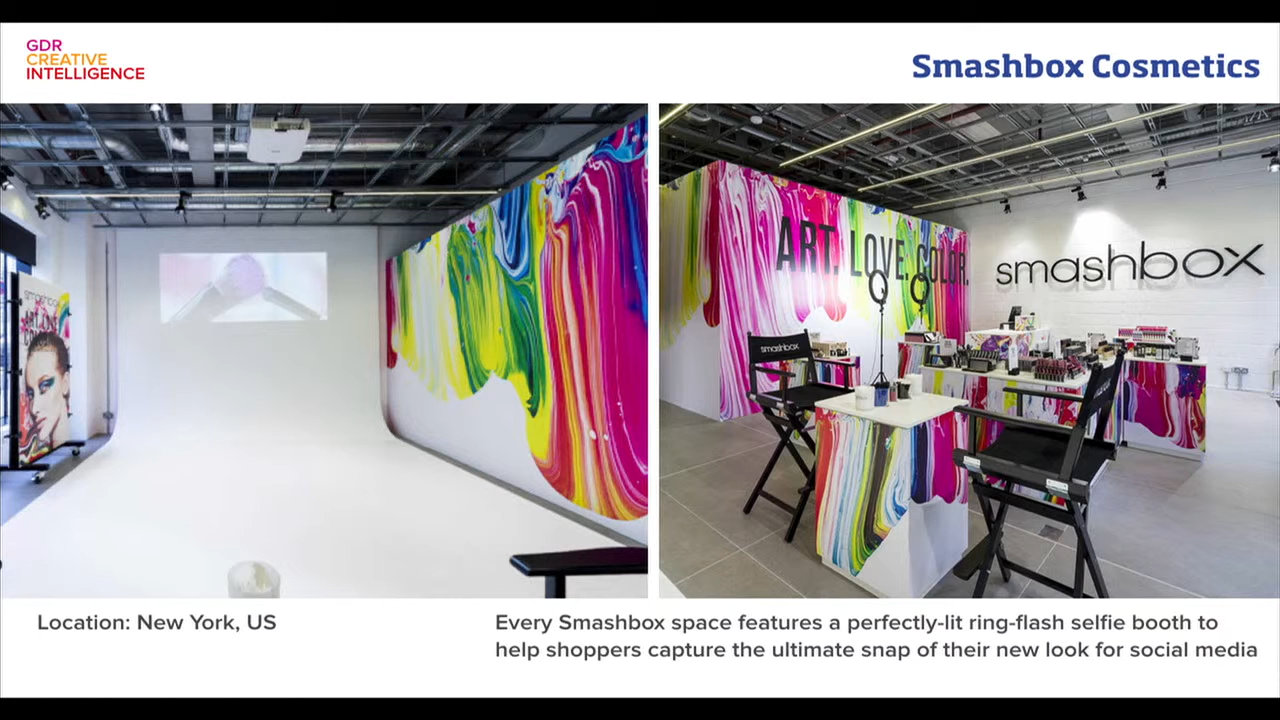 GDR
CREATIVE
INTELLIGENCE
Smashbox Cosmetics
smashbox
ART. LOVE. COLOR.
smashbox
smashbox
Location: New York, US
Every Smashbox space features a perfectly-lit ring-flash selfie booth to
help shoppers capture the ultimate snap of their new look for social media